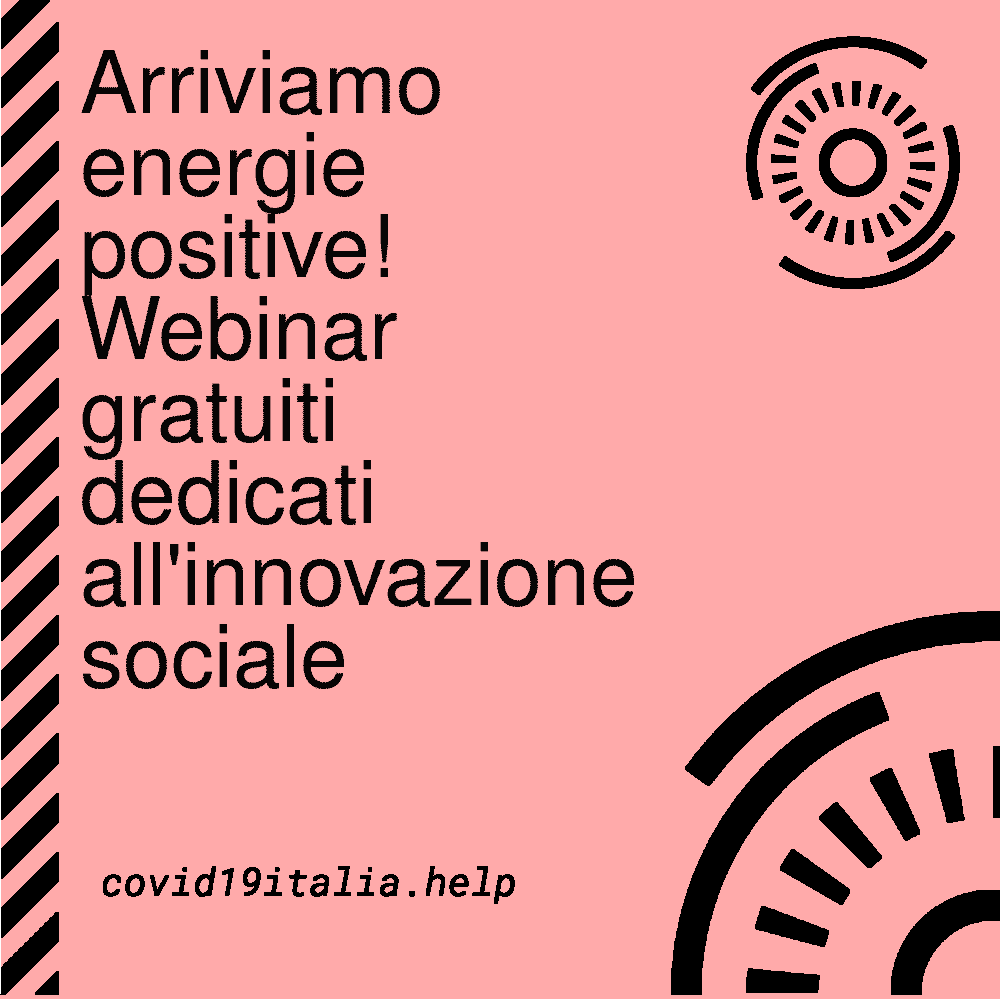 Arriviamo
energie
positive!
Webinar
gratuiti
dedicati
all'innovazione
sociale
covid19italia.help